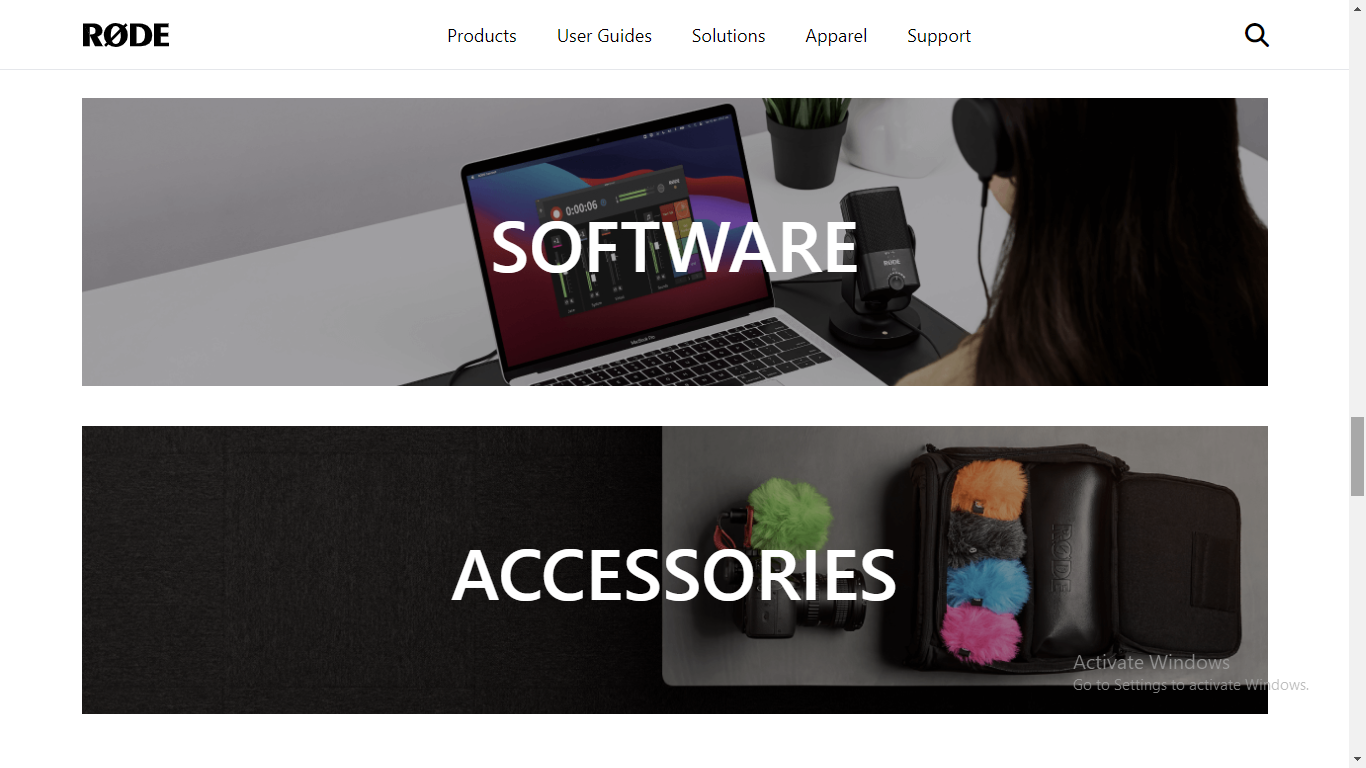 RØDE
Products
User Guides
Solutions
Apparel
Support
0:00:06
RØDE
SOFTWARE
RØDE
MacBook Pro
ACCESSORIES
RØDE
Activate Windows
Go to Settings to activate Windows.